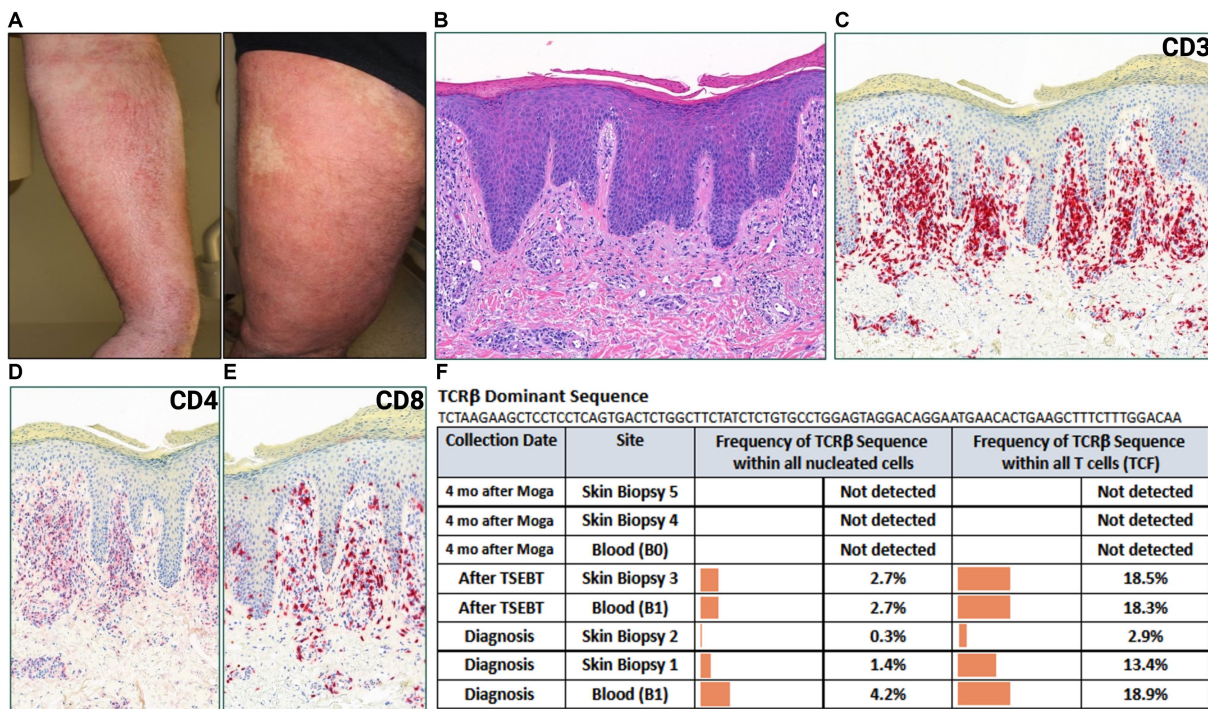 A
B
C
CD3
D
CD4
E
CD8
F
TCRβ Dominant Sequence
TCTAAGAAGCTCCTCCTCAGTGACTCTGGCTTCTATCTCTGTGCCTGGAGTAGGACAGGAATGAACACTGAAGCTTTCTTTGGACAA
Collection Date Site Frequency of TCRβ Sequence within all nucleated cells Frequency of TCRβ Sequence within all T cells (TCF)
4 mo after Moga Skin Biopsy 5 Not detected Not detected
4 mo after Moga Skin Biopsy 4 Not detected Not detected
4 mo after Moga Blood (B0) Not detected Not detected
After TSEBT Skin Biopsy 3 2.7% 18.5%
After TSEBT Blood (B1) 2.7% 18.3%
Diagnosis Skin Biopsy 2 0.3% 2.9%
Diagnosis Skin Biopsy 1 1.4% 13.4%
Diagnosis Blood (B1) 4.2% 18.9%